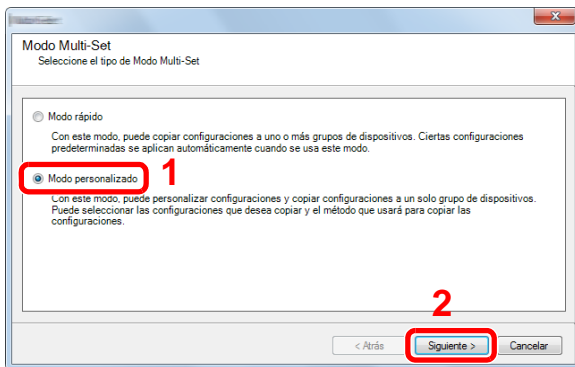 Modo Multi-Set
Seleccione el tipo de Modo Multi-Set
Modo rápido
Con este modo, puede copiar configuraciones a uno o más grupos de dispositivos. Ciertas configuraciones
predeterminadas se aplican automáticamente cuando se usa este modo.
1
Modo personalizado
Con este modo, puede personalizar configuraciones y copiar configuraciones a un solo grupo de dispositivos.
Puede seleccionar las configuraciones que desea copiar y el método que usará para copiar las
configuraciones.
2
< Atrás Siguiente > Cancelar